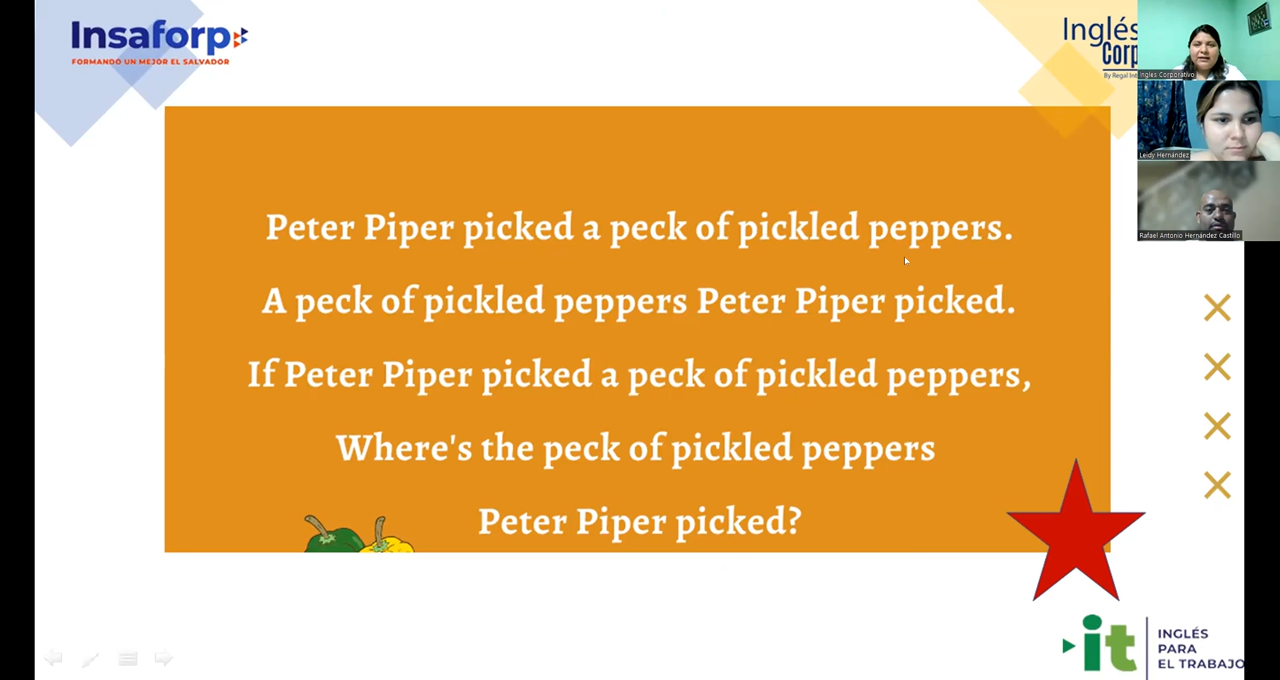 Insaforp
FORMANDO UN MEJOR EL SALVADOR
Inglés
Corp
Peter Piper picked a peck of pickled peppers.
A peck of pickled peppers Peter Piper picked.
If Peter Piper picked a peck of pickled peppers,
Where's the peck of pickled peppers
Peter Piper picked?
Ingles Corporativo
Leidy Hernández
Rafael Antonio Hernández Castillo
it
INGLÉS
PARA
EL TRABAJO